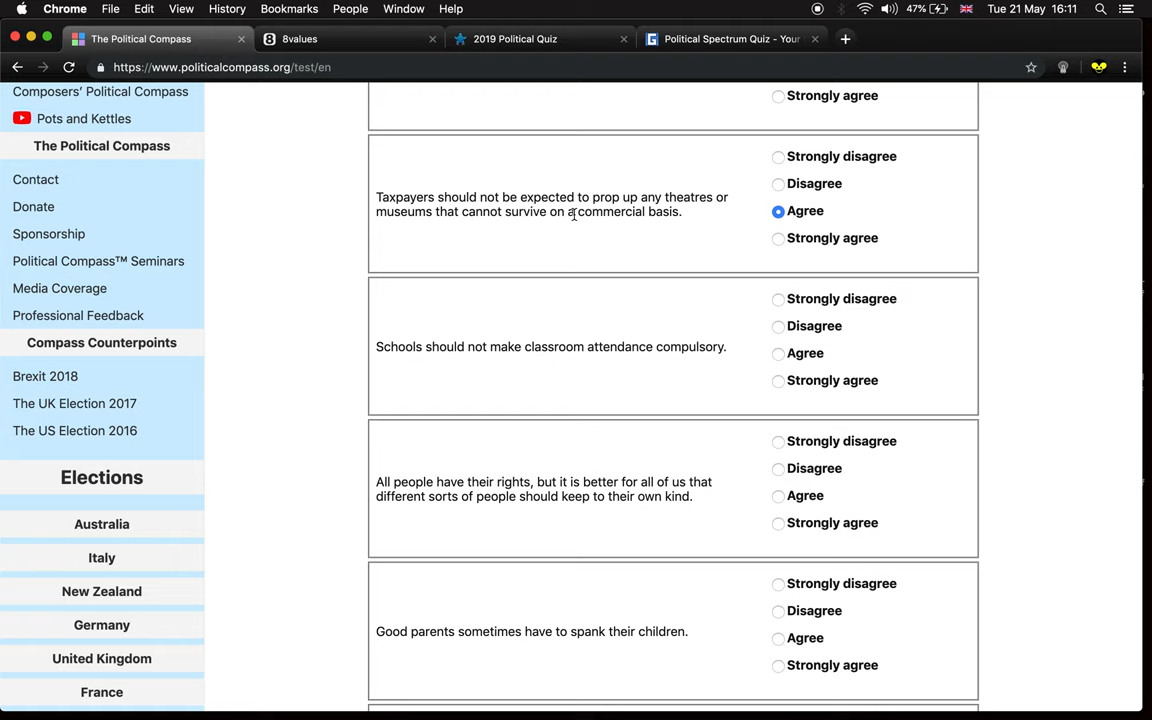 Chrome File Edit View History Bookmarks People Window Help 47% Tue 21 May 16:11
The Political Compass 8values 2019 Political Quiz Political Spectrum Quiz - Your
https://www.politicalcompass.org/test/en
Composers' Political Compass
Pots and Kettles
The Political Compass
Contact
Donate
Sponsorship
Political Compass™ Seminars
Media Coverage
Professional Feedback
Compass Counterpoints
Brexit 2018
The UK Election 2017
The US Election 2016
Elections
Australia
Italy
New Zealand
Germany
United Kingdom
France
Strongly agree
Taxpayers should not be expected to prop up any theatres or
museums that cannot survive on a commercial basis.
Strongly disagree
Disagree
Agree
Strongly agree
Schools should not make classroom attendance compulsory.
Strongly disagree
Disagree
Agree
Strongly agree
All people have their rights, but it is better for all of us that
different sorts of people should keep to their own kind.
Strongly disagree
Disagree
Agree
Strongly agree
Good parents sometimes have to spank their children.
Strongly disagree
Disagree
Agree
Strongly agree